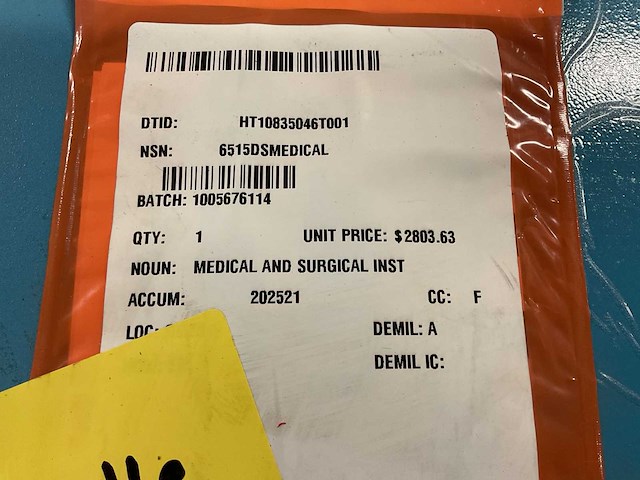 DTID: HT10835046T001
NSN: 6515DSMEDICAL
BATCH: 1005676114
QTY: 1 UNIT PRICE: $2803.63
NOUN: MEDICAL AND SURGICAL INST
ACCUM: 202521 CC: F
LOC: DEMIL: A
DEMIL IC: